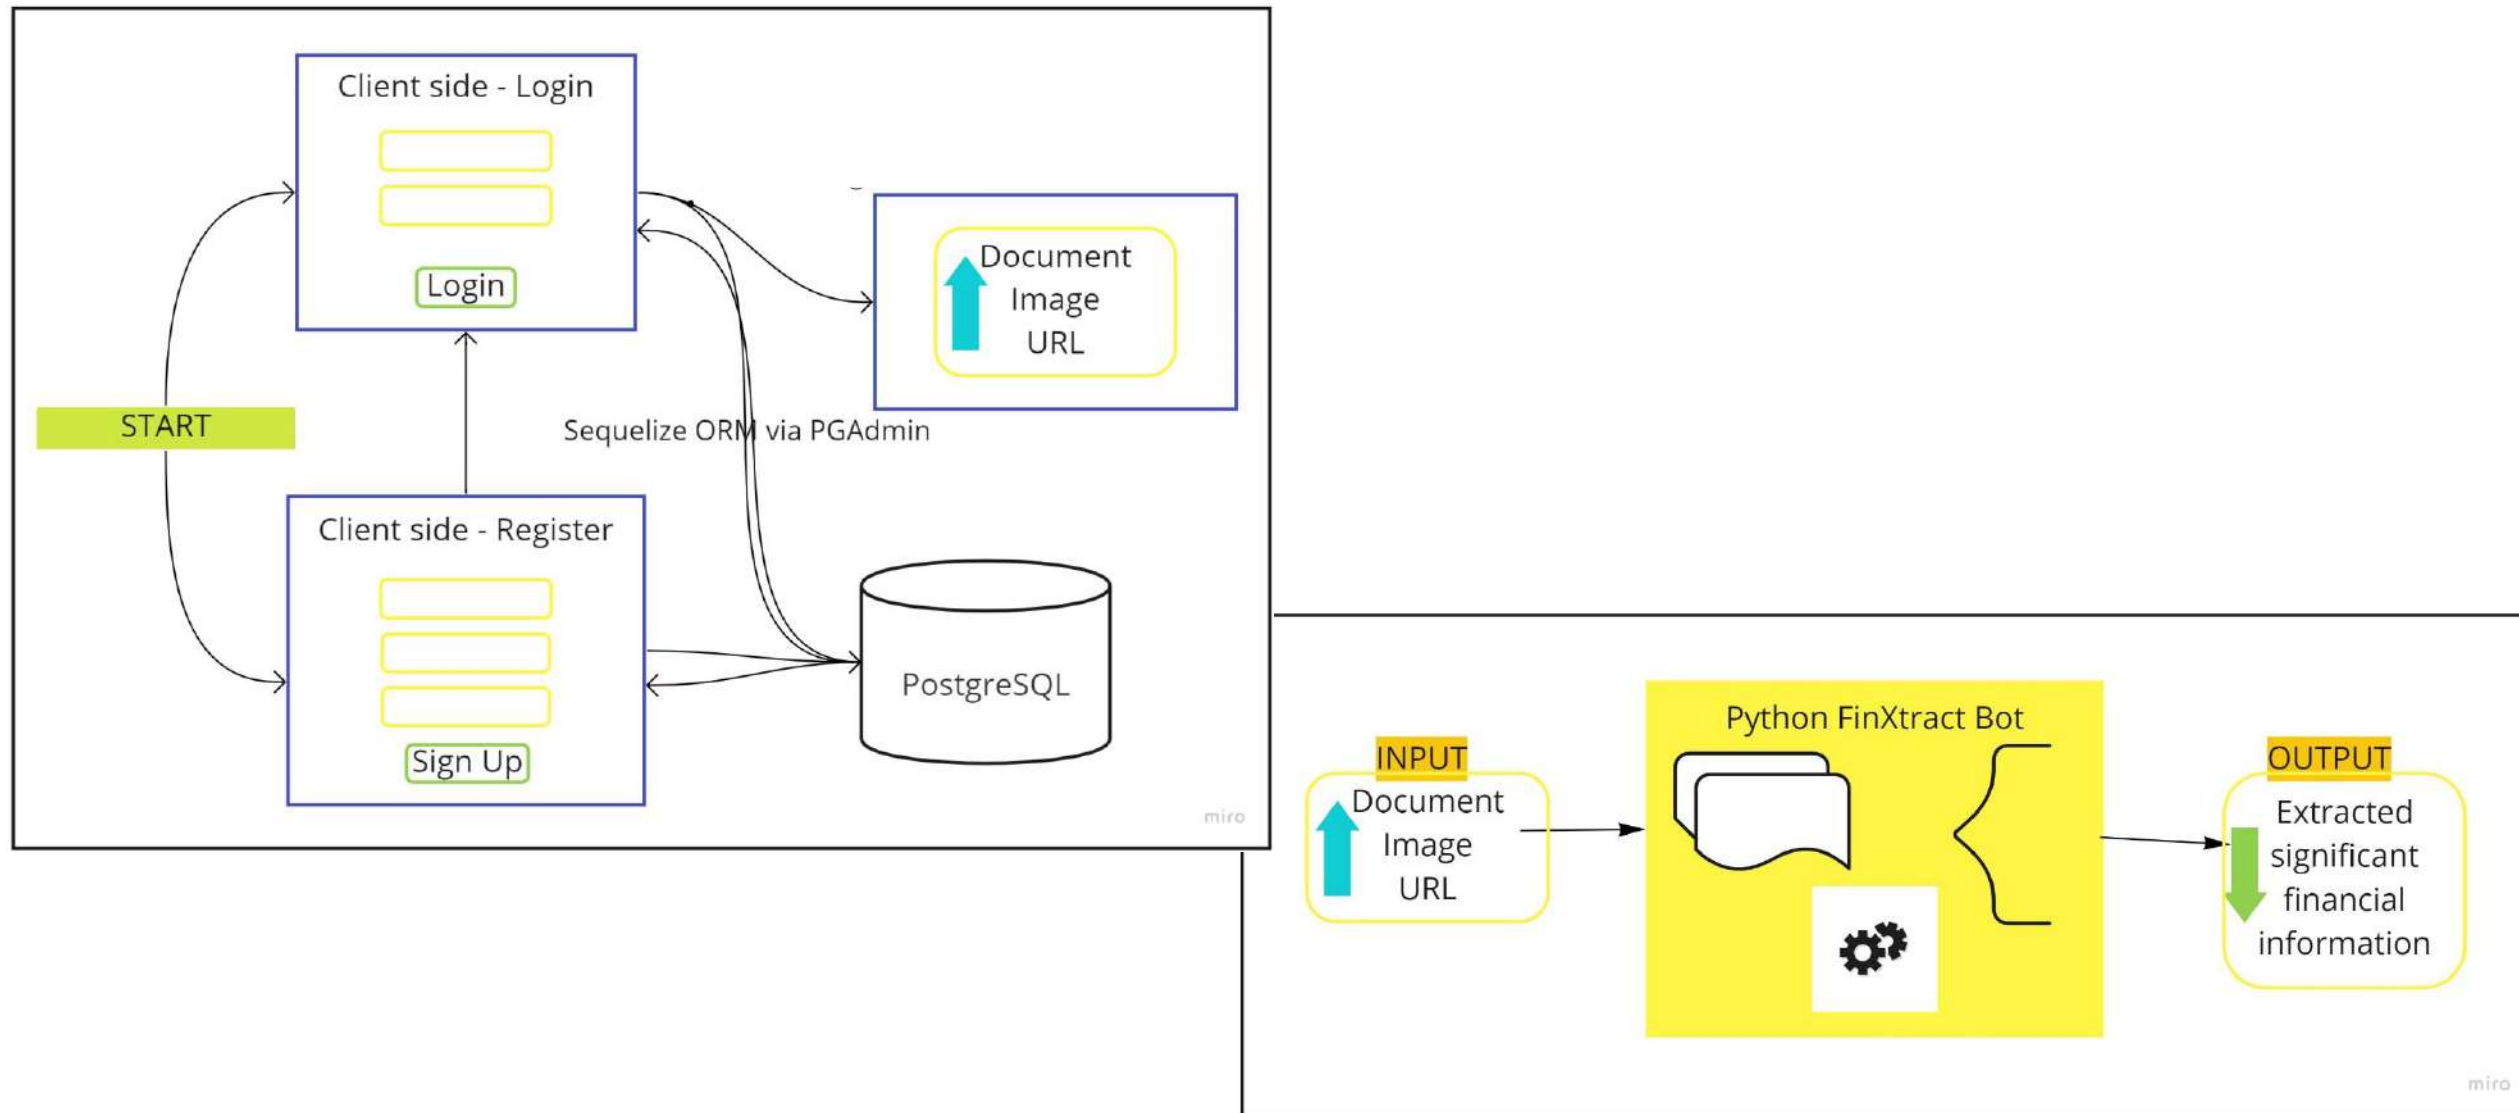 Client side - Login
Login
Document
Image
URL
START
Sequelize ORM via PGAdmin
Client side - Register
Sign Up
PostgreSQL
miro
INPUT
Document
Image
URL
Python FinXtract Bot
OUTPUT
Extracted
significant
financial
information
miro